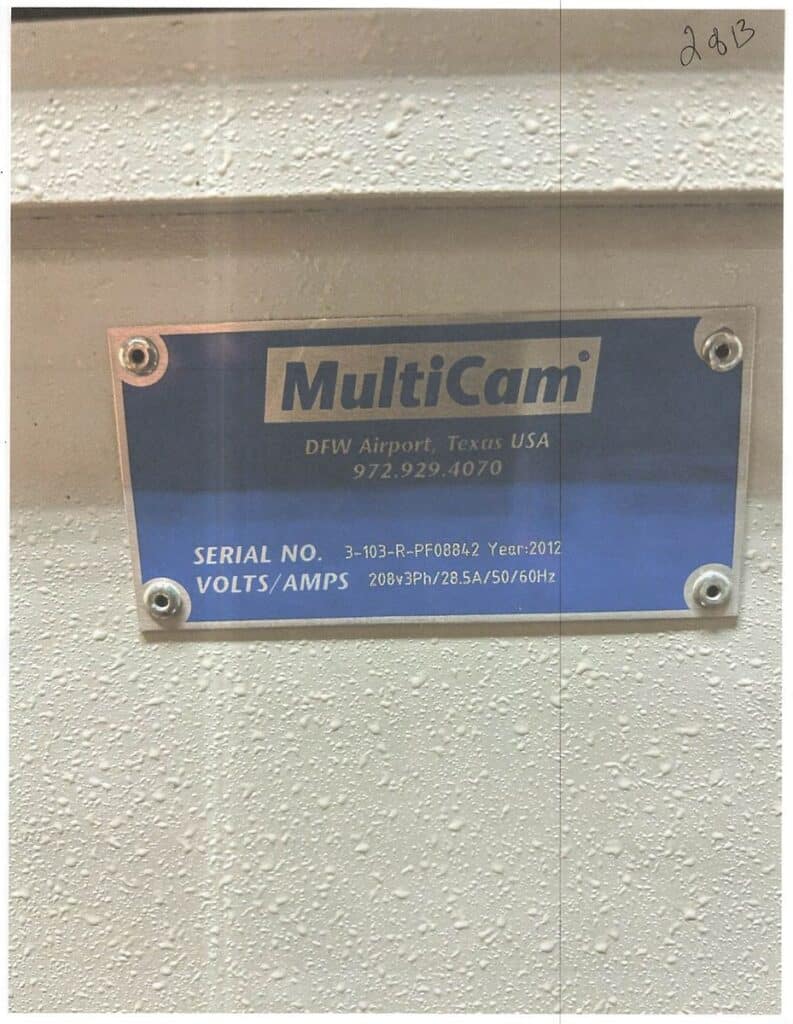 2813
MultiCam®
DFW Airport, Texas USA
972.929.4070
SERIAL NO. 3-103-R-PF08842 Year:2012
VOLTS/AMPS 208v3Ph/28.5A/50/60Hz